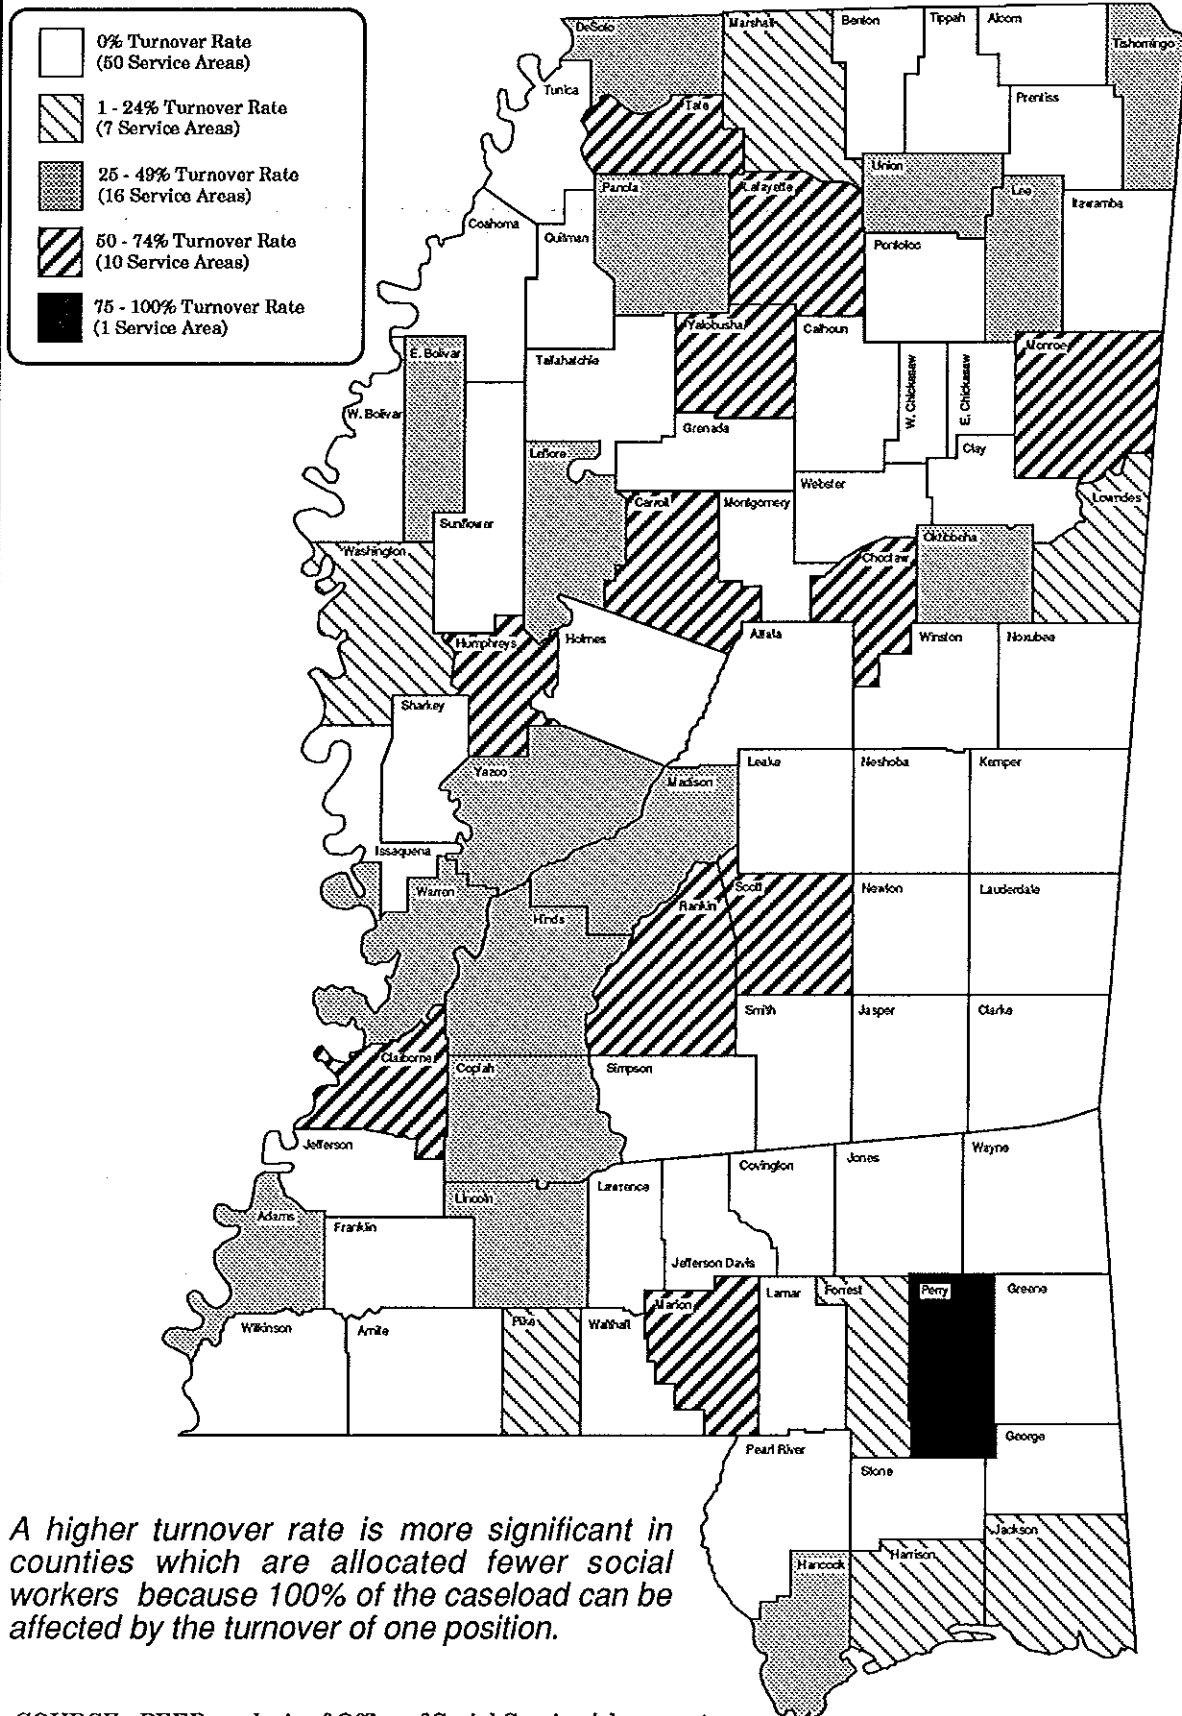 0% Turnover Rate
(50 Service Areas)
1 - 24% Turnover Rate
(7 Service Areas)
25 - 49% Turnover Rate
(16 Service Areas)
50 - 74% Turnover Rate
(10 Service Areas)
75 - 100% Turnover Rate
(1 Service Area)
DeSoto
Marshall
Benton
Tippah
Alcorn
Tishomingo
Tunica
Tate
Prentiss
Union
Panola
Lafayette
Lee
Itawamba
Coahoma
Quitman
Pontotoc
Yalobusha
Calhoun
Monroe
E. Bolivar
Tallahatchie
W. Chickasaw
E. Chickasaw
W. Bolivar
Grenada
Clay
Leflore
Webster
Lowndes
Carroll
Montgomery
Sunflower
Oktibbeha
Washington
Choctaw
Humphreys
Holmes
Attala
Winston
Noxubee
Sharkey
Yazoo
Madison
Leake
Neshoba
Kemper
Issaquena
Warren
Scott
Newton
Lauderdale
Hinds
Rankin
Smith
Jasper
Clarke
Claiborne
Copiah
Simpson
Jefferson
Covington
Jones
Wayne
Lincoln
Lawrence
Adams
Franklin
Jefferson Davis
Marion
Lamar
Forrest
Perry
Greene
Wilkinson
Amite
Pike
Walthall
Pearl River
George
Stone
Jackson
Hancock
Harrison
A higher turnover rate is more significant in
counties which are allocated fewer social
workers because 100% of the caseload can be
affected by the turnover of one position.